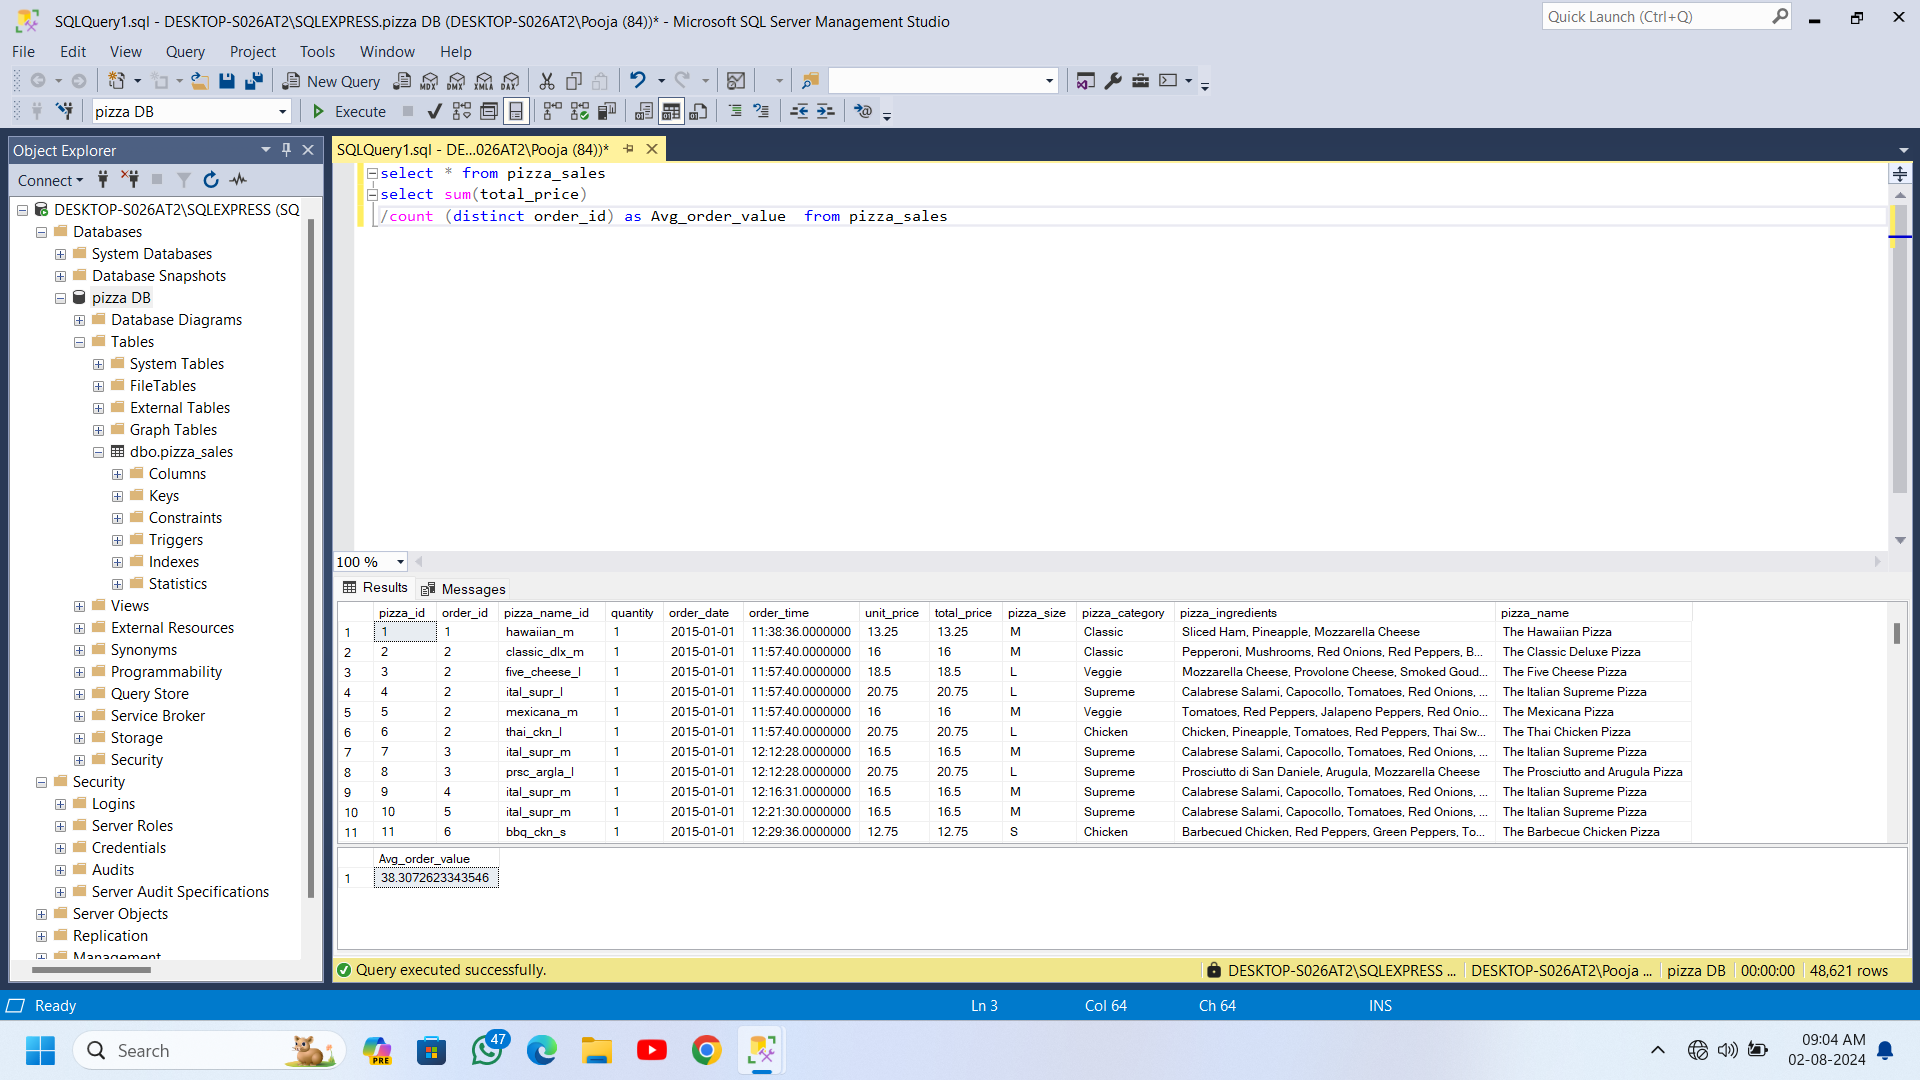 SQLQuery1.sql - DESKTOP-S026AT2\SQLEXPRESS.pizza DB (DESKTOP-S026AT2\Pooja (84))* - Microsoft SQL Server Management Studio
Quick Launch (Ctrl+Q)
File Edit View Query Project Tools Window Help
New Query
MDX DMX XMLA DAX
pizza DB
Execute
Object Explorer
Connect
DESKTOP-S026AT2\SQLEXPRESS (SQ
Databases
System Databases
Database Snapshots
pizza DB
Database Diagrams
Tables
System Tables
FileTables
External Tables
Graph Tables
dbo.pizza_sales
Columns
Keys
Constraints
Triggers
Indexes
Statistics
Views
External Resources
Synonyms
Programmability
Query Store
Service Broker
Storage
Security
Security
Logins
Server Roles
Credentials
Audits
Server Audit Specifications
Server Objects
Replication
Management
SQLQuery1.sql - DE...026AT2\Pooja (84))*
select * from pizza_sales
select sum(total_price)
/count (distinct order_id) as Avg_order_value  from pizza_sales
100 %
Results Messages
pizza_id order_id pizza_name_id quantity order_date order_time unit_price total_price pizza_size pizza_category pizza_ingredients pizza_name
1 1 1 hawaiian_m 1 2015-01-01 11:38:36.0000000 13.25 13.25 M Classic Sliced Ham, Pineapple, Mozzarella Cheese The Hawaiian Pizza
2 2 2 classic_dlx_m 1 2015-01-01 11:57:40.0000000 16 16 M Classic Pepperoni, Mushrooms, Red Onions, Red Peppers, B... The Classic Deluxe Pizza
3 3 2 five_cheese_l 1 2015-01-01 11:57:40.0000000 18.5 18.5 L Veggie Mozzarella Cheese, Provolone Cheese, Smoked Goud... The Five Cheese Pizza
4 4 2 ital_supr_l 1 2015-01-01 11:57:40.0000000 20.75 20.75 L Supreme Calabrese Salami, Capocollo, Tomatoes, Red Onions, ... The Italian Supreme Pizza
5 5 2 mexicana_m 1 2015-01-01 11:57:40.0000000 16 16 M Veggie Tomatoes, Red Peppers, Jalapeno Peppers, Red Onio... The Mexicana Pizza
6 6 2 thai_ckn_l 1 2015-01-01 11:57:40.0000000 20.75 20.75 L Chicken Chicken, Pineapple, Tomatoes, Red Peppers, Thai Sw... The Thai Chicken Pizza
7 7 3 ital_supr_m 1 2015-01-01 12:12:28.0000000 16.5 16.5 M Supreme Calabrese Salami, Capocollo, Tomatoes, Red Onions, ... The Italian Supreme Pizza
8 8 3 prsc_argla_l 1 2015-01-01 12:12:28.0000000 20.75 20.75 L Supreme Prosciutto di San Daniele, Arugula, Mozzarella Cheese The Prosciutto and Arugula Pizza
9 9 4 ital_supr_m 1 2015-01-01 12:16:31.0000000 16.5 16.5 M Supreme Calabrese Salami, Capocollo, Tomatoes, Red Onions, ... The Italian Supreme Pizza
10 10 5 ital_supr_m 1 2015-01-01 12:21:30.0000000 16.5 16.5 M Supreme Calabrese Salami, Capocollo, Tomatoes, Red Onions, ... The Italian Supreme Pizza
11 11 6 bbq_ckn_s 1 2015-01-01 12:29:36.0000000 12.75 12.75 S Chicken Barbecued Chicken, Red Peppers, Green Peppers, To... The Barbecue Chicken Pizza
Avg_order_value
1 38.3072623343546
Query executed successfully.
DESKTOP-S026AT2\SQLEXPRESS ... DESKTOP-S026AT2\Pooja ... pizza DB 00:00:00 48,621 rows
Ready Ln 3 Col 64 Ch 64 INS
Search
PRE
47
09:04 AM
02-08-2024